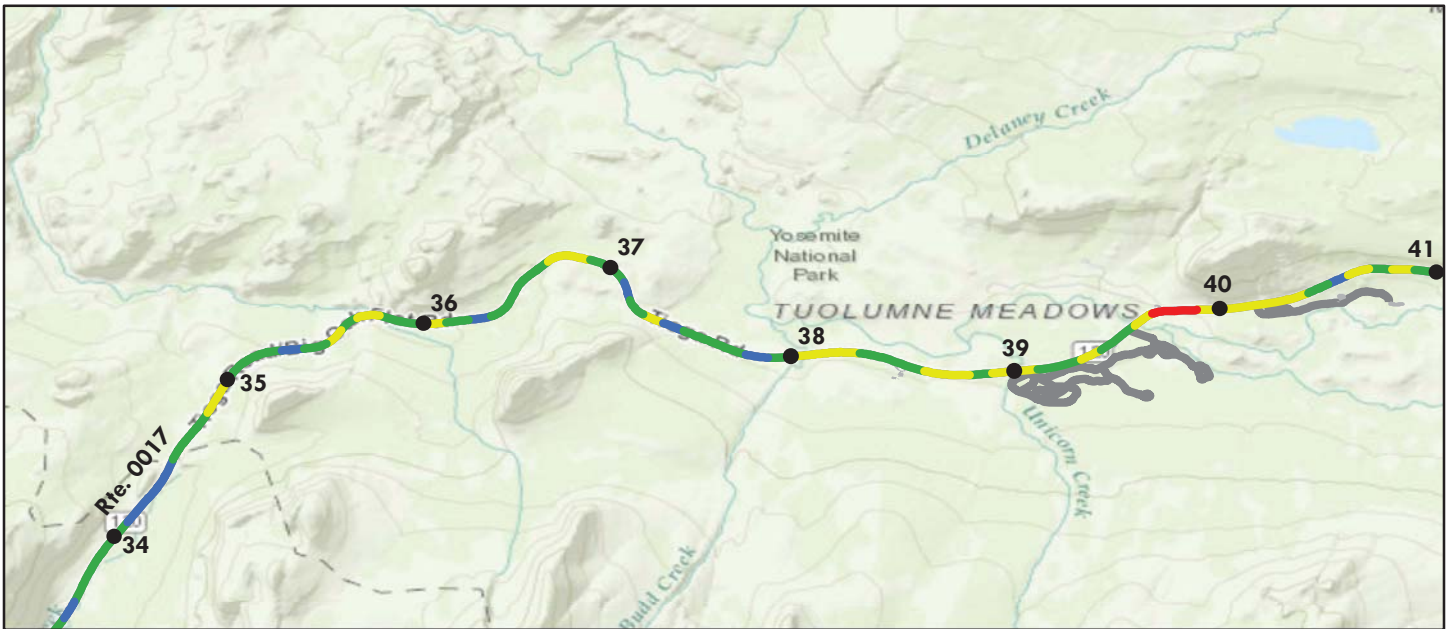 Delaney Creek
37
Yosemite
National
Park
41
40
36
TUOLUMNE MEADOWS
38
39
35
Unicorn Creek
Rte. 0017
34
Budd Creek